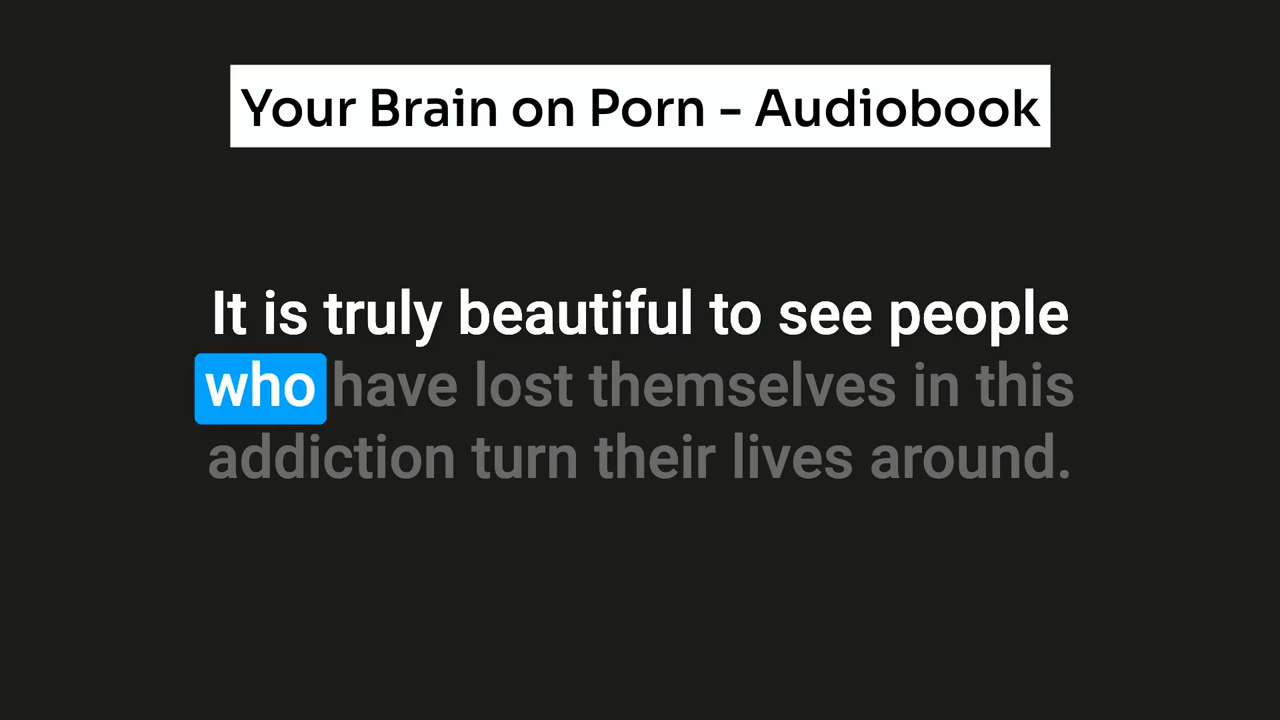 Your Brain on Porn - Audiobook
It is truly beautiful to see people
who have lost themselves in this
addiction turn their lives around.